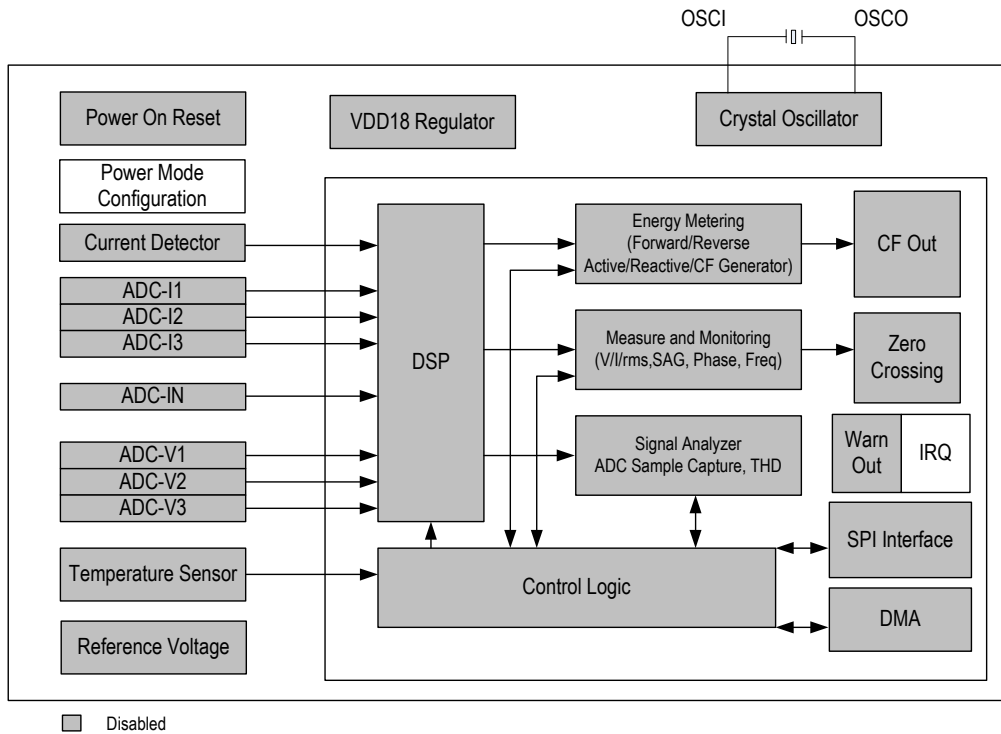 OSCI
OSCO
Power On Reset
VDD18 Regulator
Crystal Oscillator
Power Mode
Configuration
Current Detector
ADC-I1
ADC-I2
ADC-I3
ADC-IN
ADC-V1
ADC-V2
ADC-V3
Temperature Sensor
Reference Voltage
DSP
Energy Metering
(Forward/Reverse
Active/Reactive/CF Generator)
CF Out
Measure and Monitoring
(V/I/rms,SAG, Phase, Freq)
Zero
Crossing
Signal Analyzer
ADC Sample Capture, THD
Warn
Out
IRQ
Control Logic
SPI Interface
DMA
Disabled